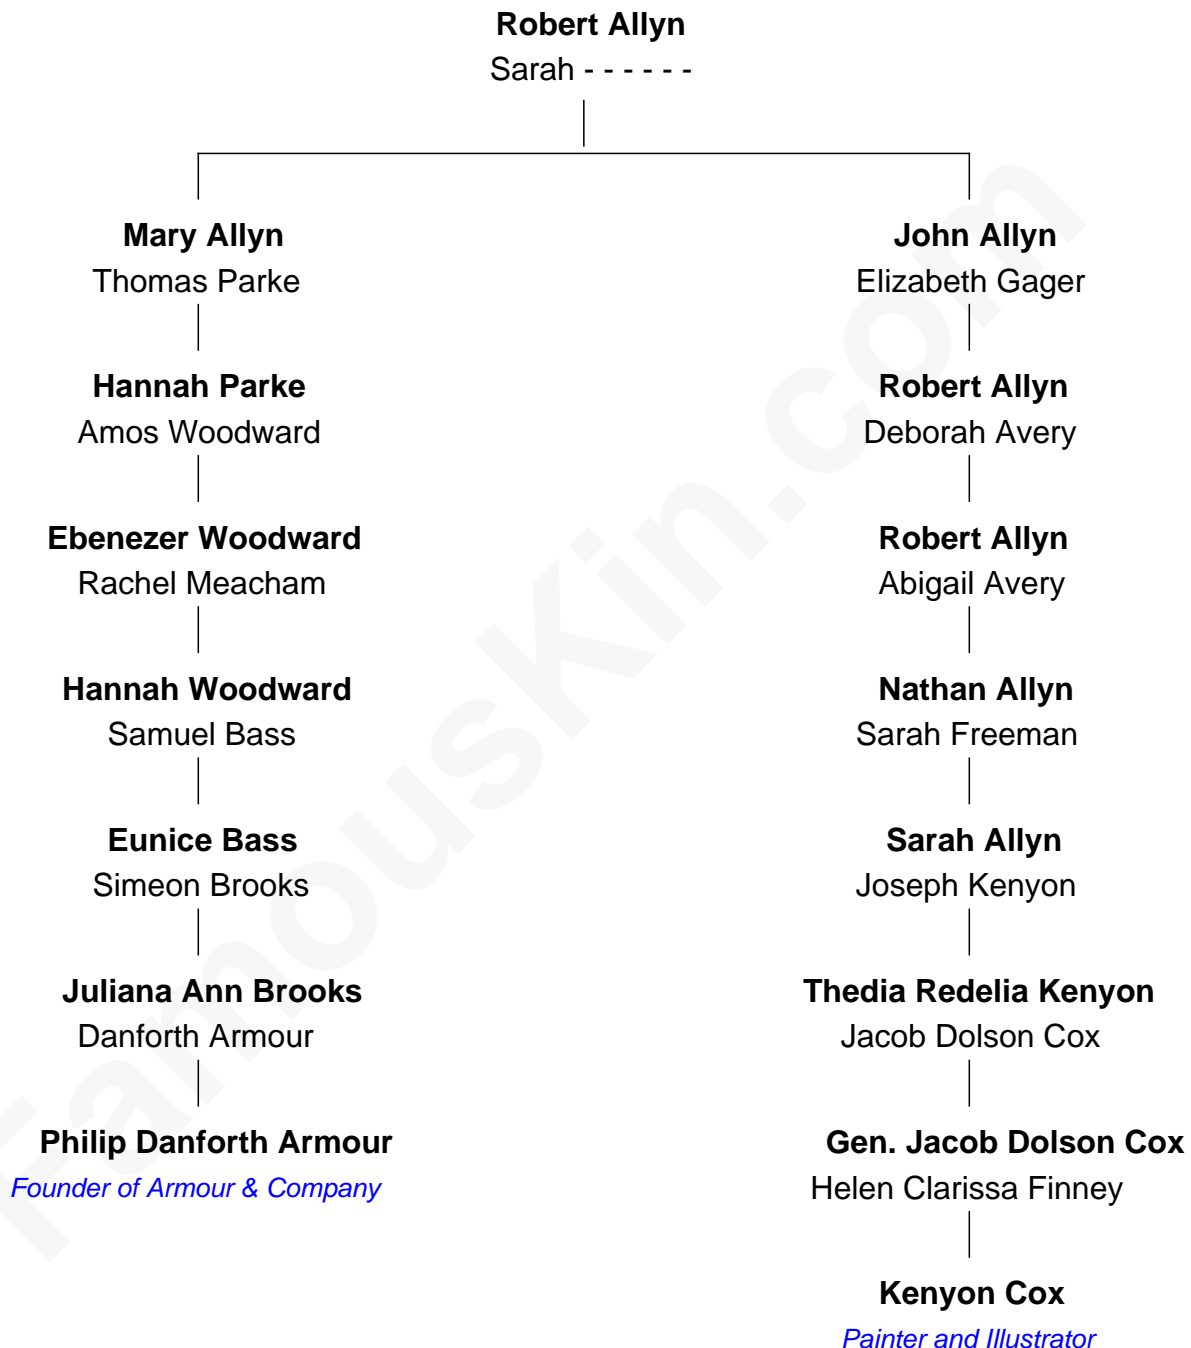 Robert Allyn
Sarah - - - - - -
Mary Allyn
Thomas Parke
Hannah Parke
Amos Woodward
Ebenezer Woodward
Rachel Meacham
Hannah Woodward
Samuel Bass
Eunice Bass
Simeon Brooks
Juliana Ann Brooks
Danforth Armour
Philip Danforth Armour
Founder of Armour & Company
John Allyn
Elizabeth Gager
Robert Allyn
Deborah Avery
Robert Allyn
Abigail Avery
Nathan Allyn
Sarah Freeman
Sarah Allyn
Joseph Kenyon
Thedia Redelia Kenyon
Jacob Dolson Cox
Gen. Jacob Dolson Cox
Helen Clarissa Finney
Kenyon Cox
Painter and Illustrator
FamousKin.com